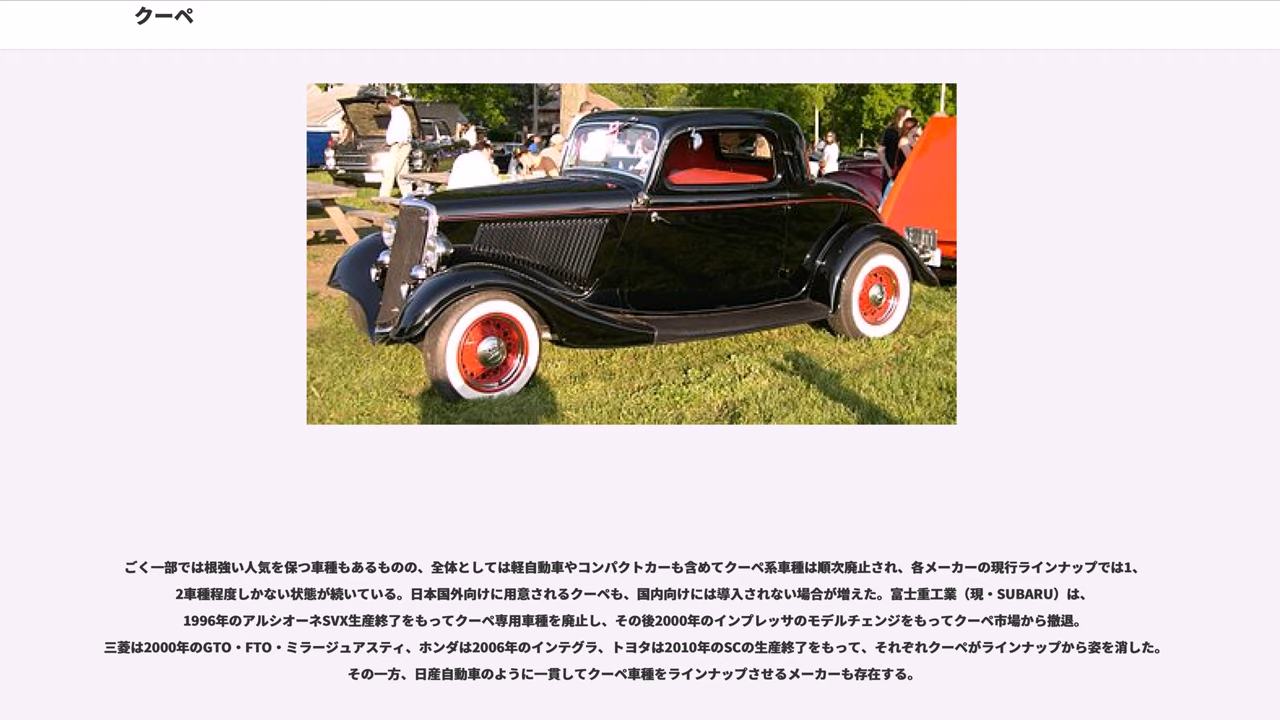 クーペ
ごく一部では根強い人気を保つ車種もあるものの、全体としては軽自動車やコンパクトカーも含めてクーペ系車種は順次廃止され、各メーカーの現行ラインナップでは1、
2車種程度しかない状態が続いている。日本国外向けに用意されるクーペも、国内向けには導入されない場合が増えた。富士重工業（現・SUBARU）は、
1996年のアルシオーネSVX生産終了をもってクーペ専用車種を廃止し、その後2000年のインプレッサのモデルチェンジをもってクーペ市場から撤退。
三菱は2000年のGTO・FTO・ミラージュアスティ、ホンダは2006年のインテグラ、トヨタは2010年のSCの生産終了をもって、それぞれクーペがラインナップから姿を消した。
その一方、日産自動車のように一貫してクーペ車種をラインナップさせるメーカーも存在する。